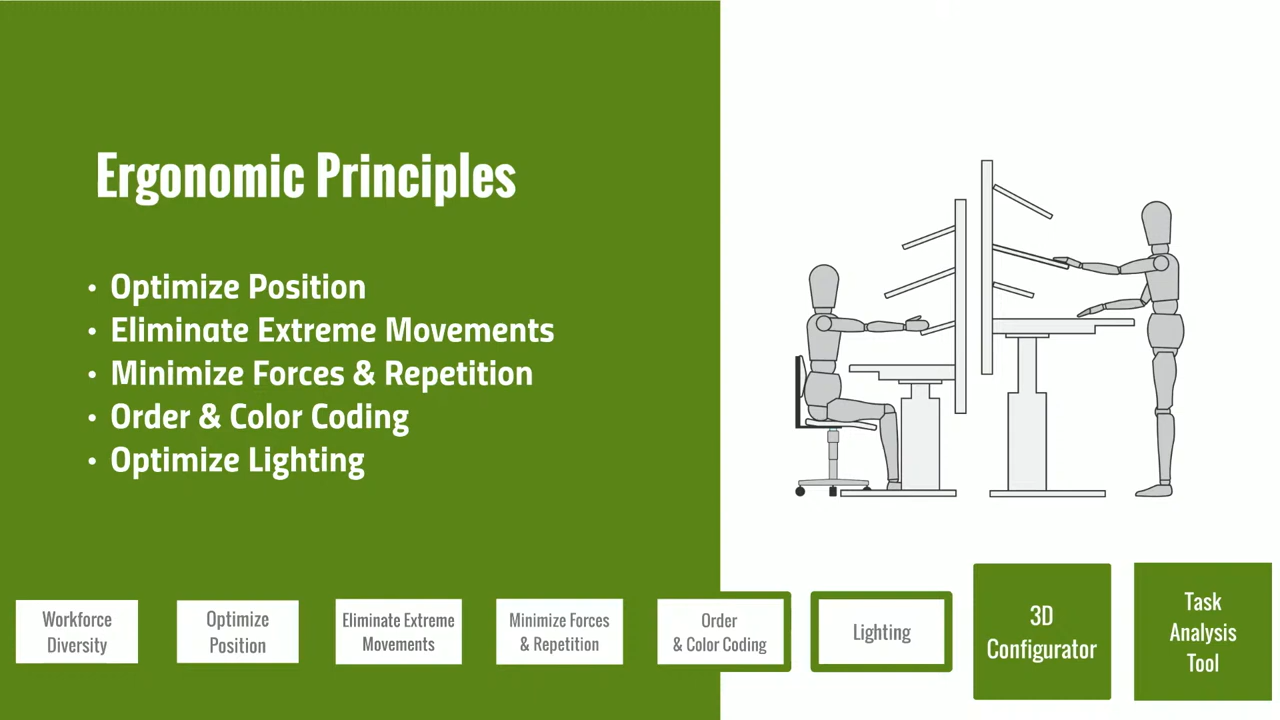 Ergonomic Principles
• Optimize Position
• Eliminate Extreme Movements
• Minimize Forces & Repetition
• Order & Color Coding
• Optimize Lighting
Workforce
Diversity
Optimize
Position
Eliminate Extreme
Movements
Minimize Forces
& Repetition
Order
& Color Coding
Lighting
3D
Configurator
Task
Analysis
Tool